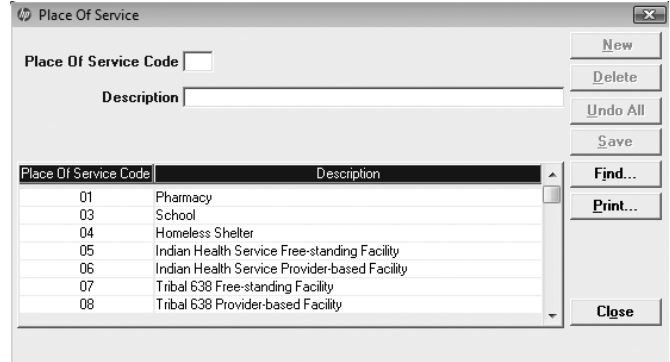 hp Place Of Service
New
Place Of Service Code
Delete
Description
Undo All
Save
Place Of Service Code Description
Find...
01 Pharmacy
Print...
03 School
04 Homeless Shelter
05 Indian Health Service Free-standing Facility
06 Indian Health Service Provider-based Facility
07 Tribal 638 Free-standing Facility
08 Tribal 638 Provider-based Facility
Close